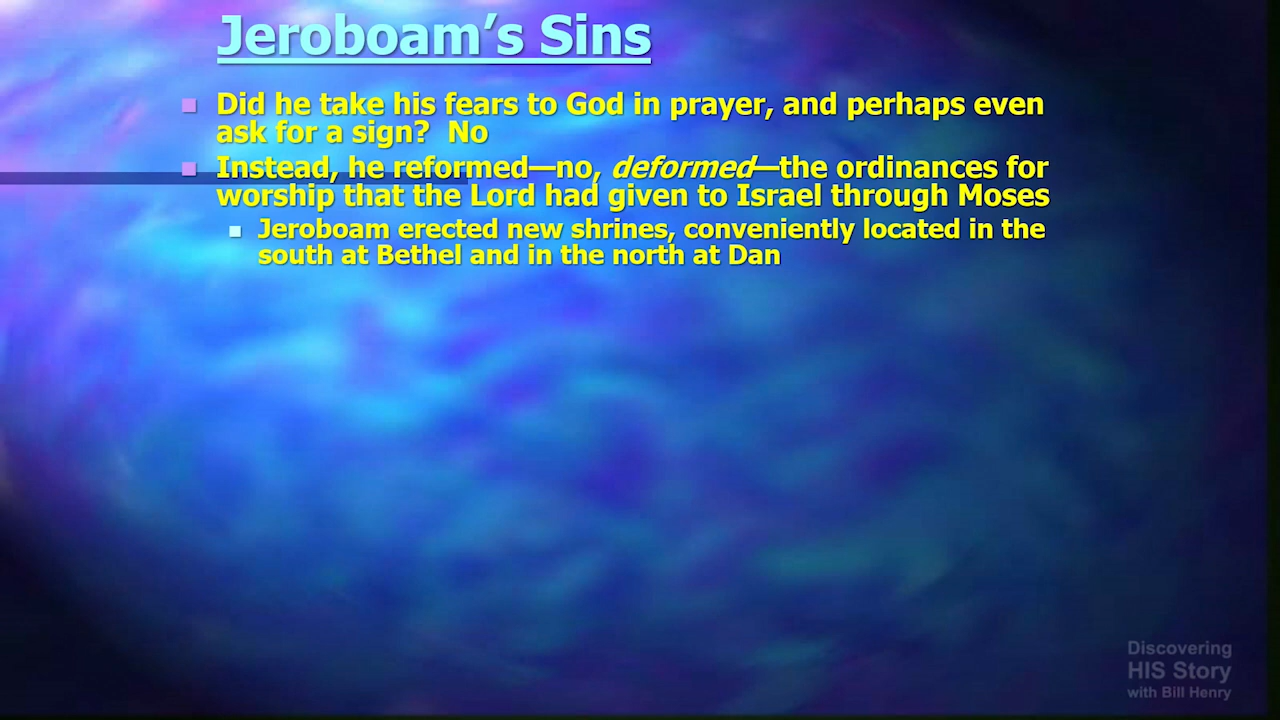 Jeroboam’s Sins
Did he take his fears to God in prayer, and perhaps even
ask for a sign?  No
Instead, he reformed—no, deformed—the ordinances for
worship that the Lord had given to Israel through Moses
Jeroboam erected new shrines, conveniently located in the
south at Bethel and in the north at Dan
Discovering
HIS Story
with Bill Henry